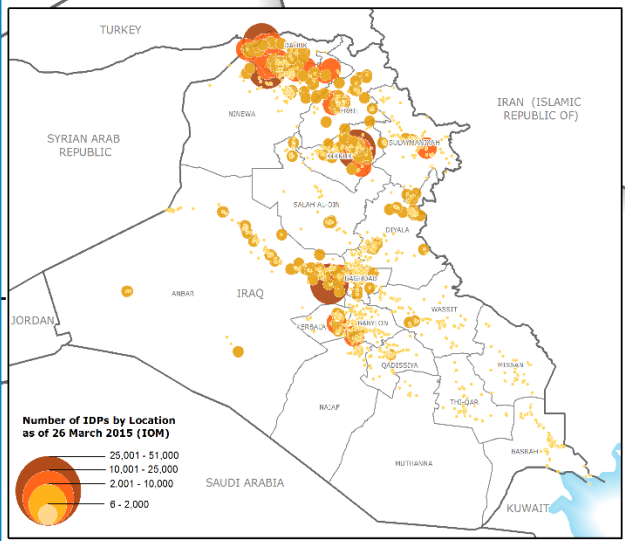 TURKEY
DAHUK
IRAN (ISLAMIC
REPUBLIC OF)
NINEWA
ERBIL
SYRIAN ARAB
REPUBLIC
SULAYMANIYAH
KIRKUK
SALAH AL-DIN
DIYALA
BAGHDAD
ANBAR
IRAQ
JORDAN
WASSIT
KERBALA
BABYLON
QADISSIYA
MISSAN
THI-QAR
NAJAF
Number of IDPs by Location
as of 26 March 2015 (IOM)
25,001 - 51,000
10,001 - 25,000
2,001 - 10,000
6 - 2,000
BASRAH
MUTHANNA
SAUDI ARABIA
KUWAIT